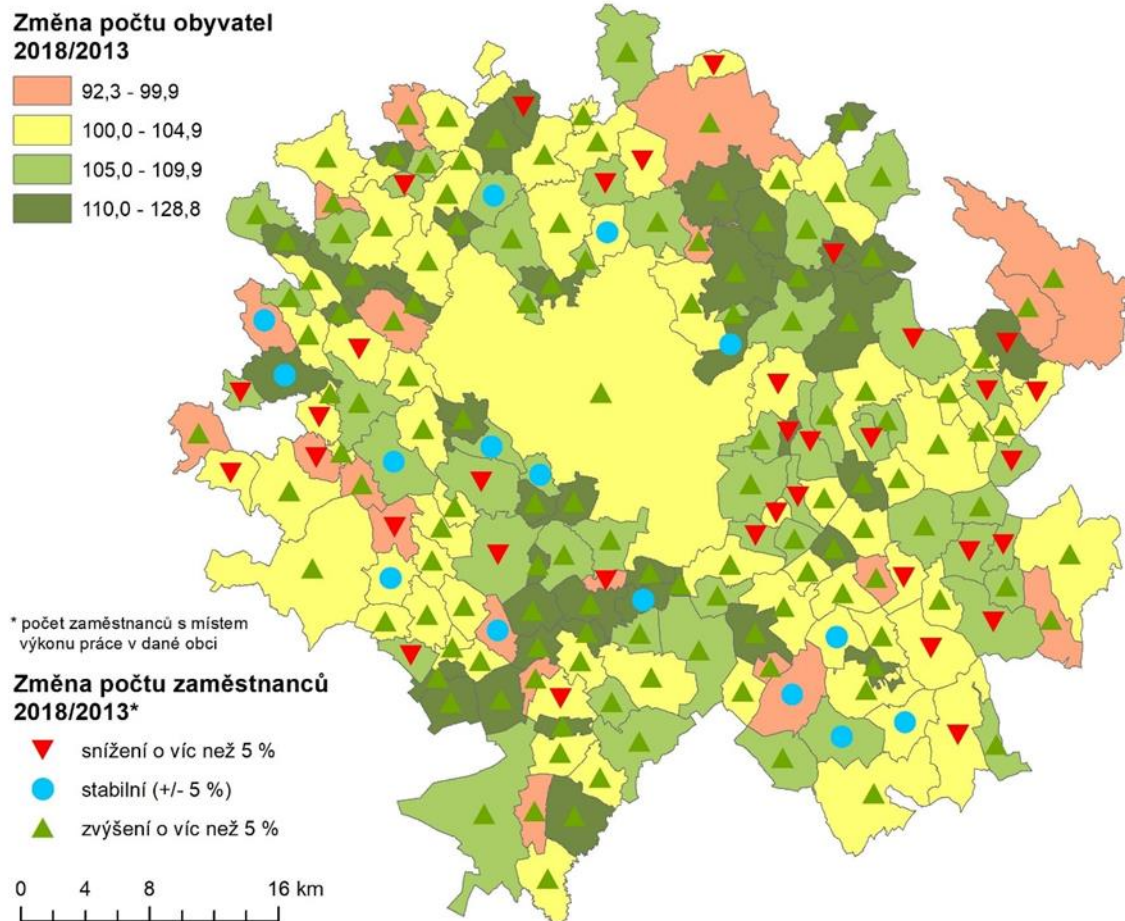 Změna počtu obyvatel
2018/2013
92,3 - 99,9
100,0 - 104,9
105,0 - 109,9
110,0 - 128,8
* počet zaměstnanců s místem
výkonu práce v dané obci
Změna počtu zaměstnanců
2018/2013*
snížení o víc než 5 %
stabilní (+/- 5 %)
zvýšení o víc než 5 %
0 4 8 16 km